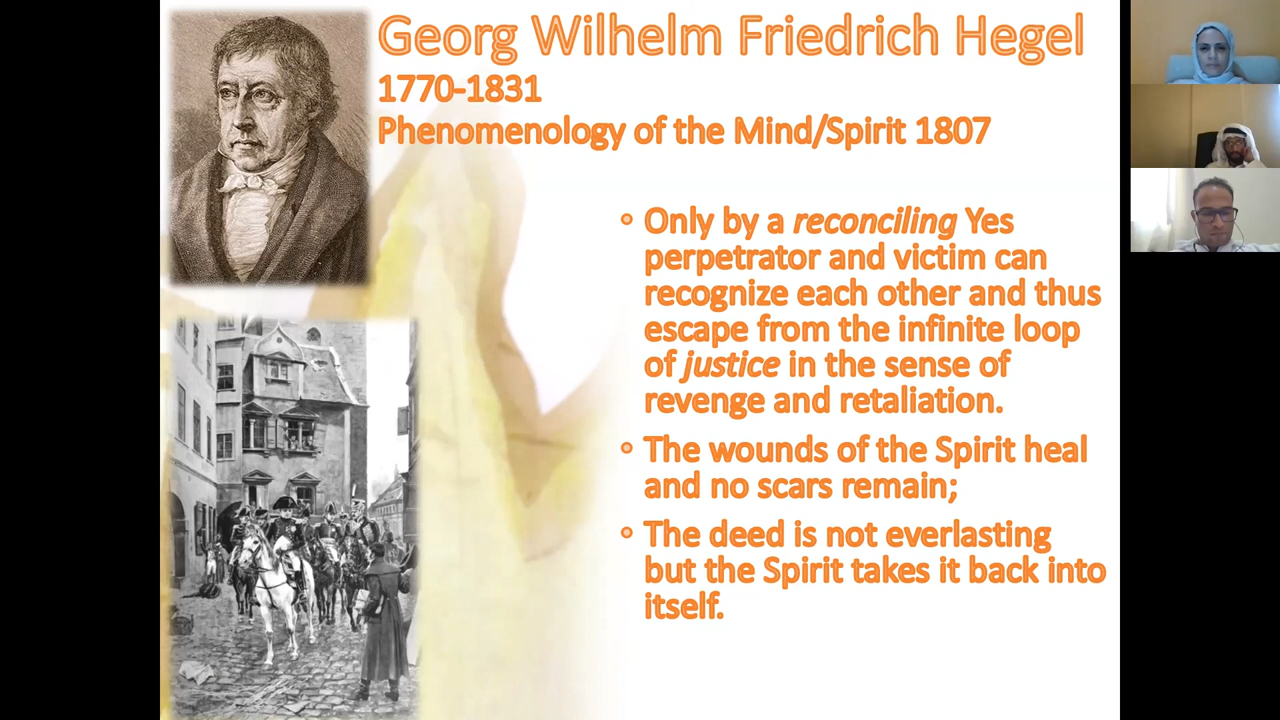 Georg Wilhelm Friedrich Hegel
1770-1831
Phenomenology of the Mind/Spirit 1807
• Only by a reconciling Yes
perpetrator and victim can
recognize each other and thus
escape from the infinite loop
of justice in the sense of
revenge and retaliation.
• The wounds of the Spirit heal
and no scars remain;
• The deed is not everlasting
but the Spirit takes it back into
itself.